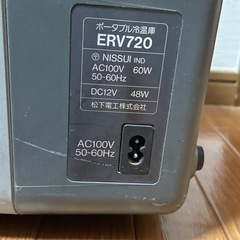 ポータブル冷温庫
ERV720
NISSUI IND
AC100V 60W
50-60Hz
DC12V 48W
松下電工株式会社
AC100V
50-60Hz